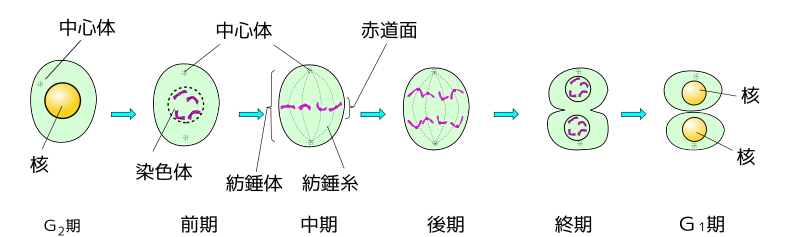 中心体
中心体
赤道面
核
核
核
染色体
紡錘体
紡錘糸
G2期
前期
中期
後期
終期
G1期